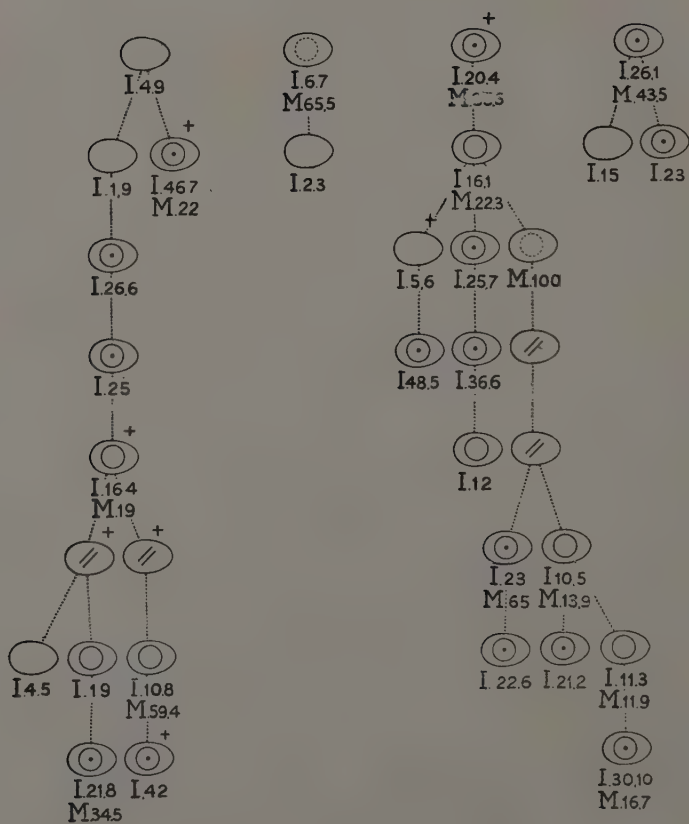 I.4.9
I.1,9
+
I.46.7
M.22
I.26,6
I.25
+
I.16.4
M.19
+
+
I.4.5
I.19
I.10.8
M.59.4
I.21.8
M.34.5
+
I.42
I.6.7
M.65,5
I.2.3
+
I.20.4
I.16,1
M.22.3
+
I.5,6
I.25,7
M.100
I.48,5
I.36.6
I.12
I.23
M.65
I.10,5
M.13,9
I.22.6
I.21,2
I.11.3
M.11.9
I.30,10
M.16,7
I.26,1
M.43,5
I.15
I.23